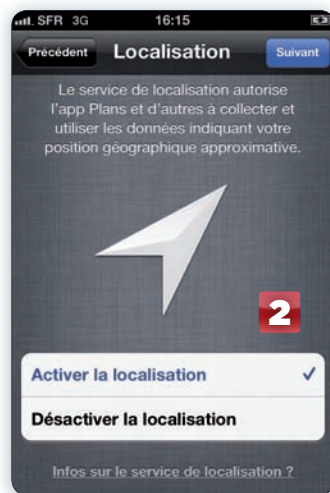 SFR 3G 16:15
Précédent Localisation Suivant
Le service de localisation autorise
l'app Plans et d'autres à collecter et
utiliser les données indiquant votre
position géographique approximative.
2
Activer la localisation
Désactiver la localisation
Infos sur le service de localisation ?